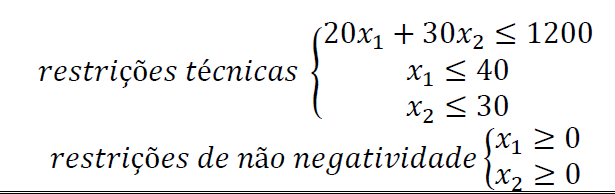 20x₁ + 30x₂ ≤ 1200
restrições técnicas { x₁ ≤ 40
x₂ ≤ 30
restrições de não negatividade { x₁ ≥ 0
x₂ ≥ 0